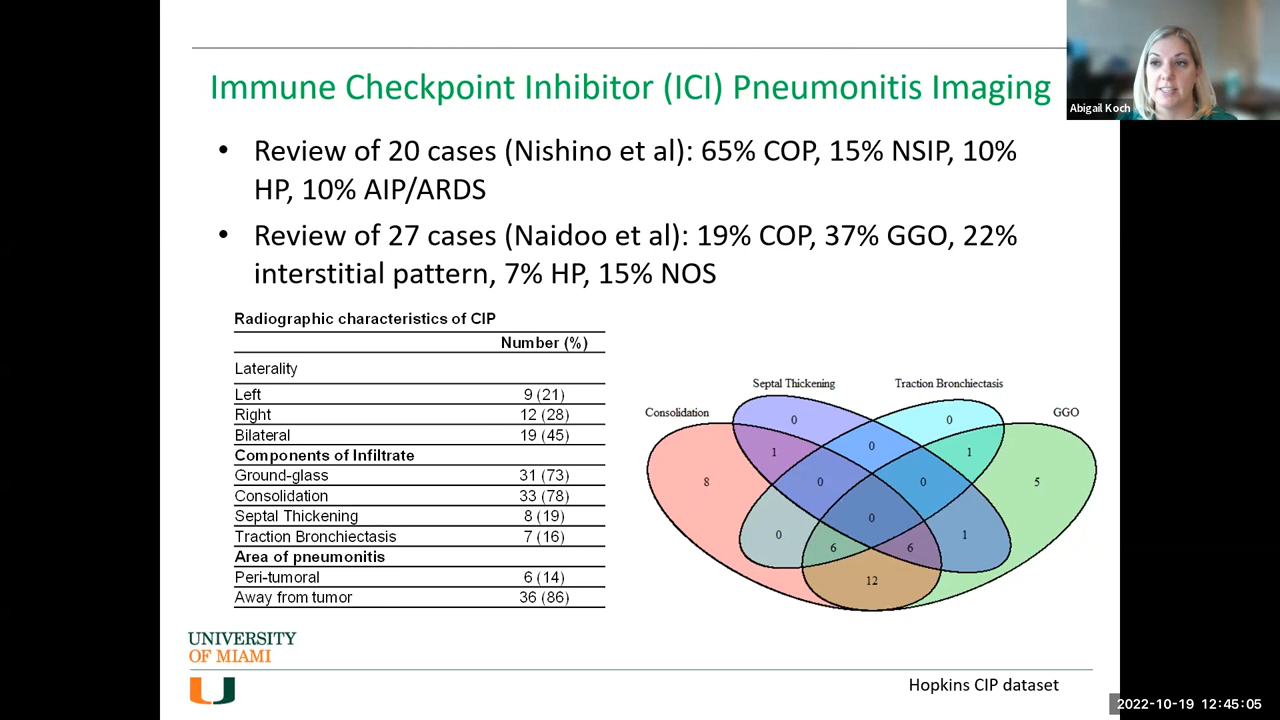 Immune Checkpoint Inhibitor (ICI) Pneumonitis Imaging
Abigail Koch
• Review of 20 cases (Nishino et al): 65% COP, 15% NSIP, 10%
HP, 10% AIP/ARDS
• Review of 27 cases (Naidoo et al): 19% COP, 37% GGO, 22%
interstitial pattern, 7% HP, 15% NOS
Radiographic characteristics of CIP
Number (%)
Laterality
Left 9 (21)
Right 12 (28)
Bilateral 19 (45)
Components of Infiltrate
Ground-glass 31 (73)
Consolidation 33 (78)
Septal Thickening 8 (19)
Traction Bronchiectasis 7 (16)
Area of pneumonitis
Peri-tumoral 6 (14)
Away from tumor 36 (86)
Septal Thickening Traction Bronchiectasis
Consolidation GGO
0 0
1 0 1
8 0 0 5
0
0 6 6 1
12
UNIVERSITY
OF MIAMI
U
Hopkins CIP dataset
2022-10-19 12:45:05